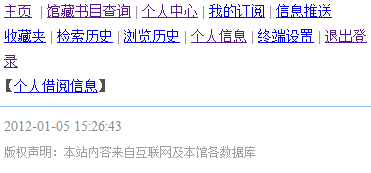 主页 | 馆藏书目查询 | 个人中心 | 我的订阅 | 信息推送
收藏夹 | 检索历史 | 浏览历史 | 个人信息 | 终端设置 | 退出登
录
【个人借阅信息】
2012-01-05 15:26:43
版权声明：本站内容来自互联网及本馆各数据库